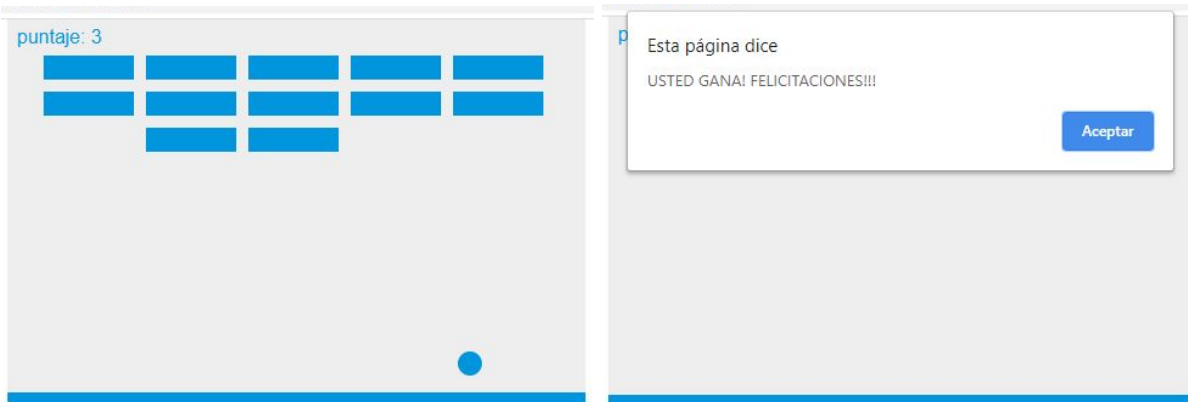 puntaje: 3
p
Esta página dice
USTED GANA! FELICITACIONES!!!
Aceptar